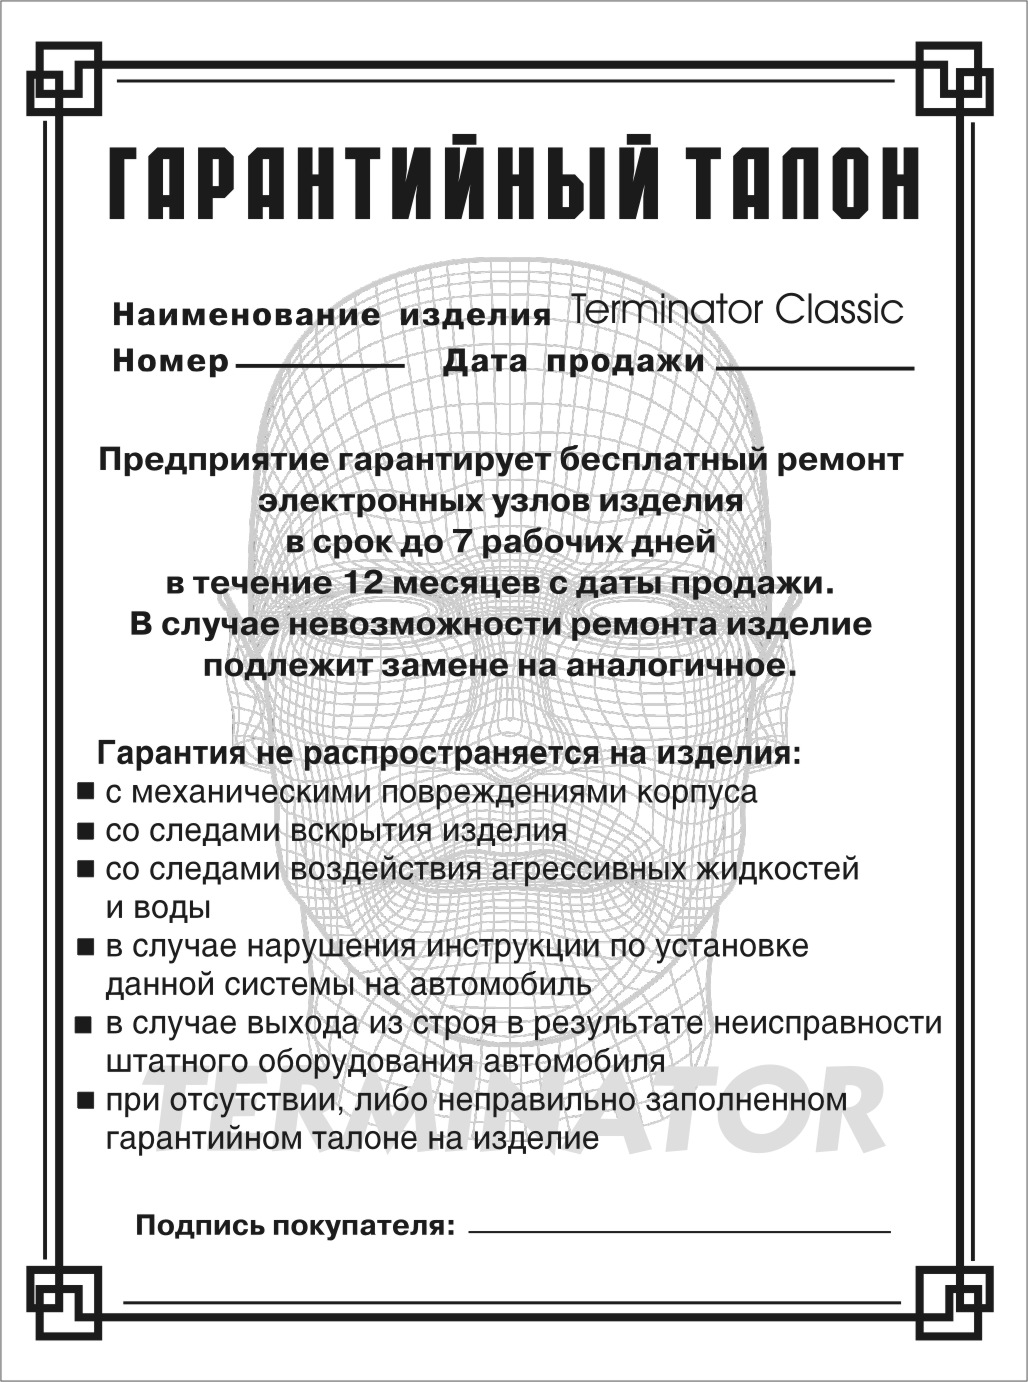 ГАРАНТИЙНЫЙ ТАЛОН
Наименование изделия Terminator Classic
Номер Дата продажи
Предприятие гарантирует бесплатный ремонт
электронных узлов изделия
в срок до 7 рабочих дней
в течение 12 месяцев с даты продажи.
В случае невозможности ремонта изделие
подлежит замене на аналогичное.
Гарантия не распространяется на изделия:
с механическими повреждениями корпуса
со следами вскрытия изделия
со следами воздействия агрессивных жидкостей
и воды
в случае нарушения инструкции по установке
данной системы на автомобиль
в случае выхода из строя в результате неисправности
штатного оборудования автомобиля
при отсутствии, либо неправильно заполненном
гарантийном талоне на изделие
TERMINATOR
Подпись покупателя: